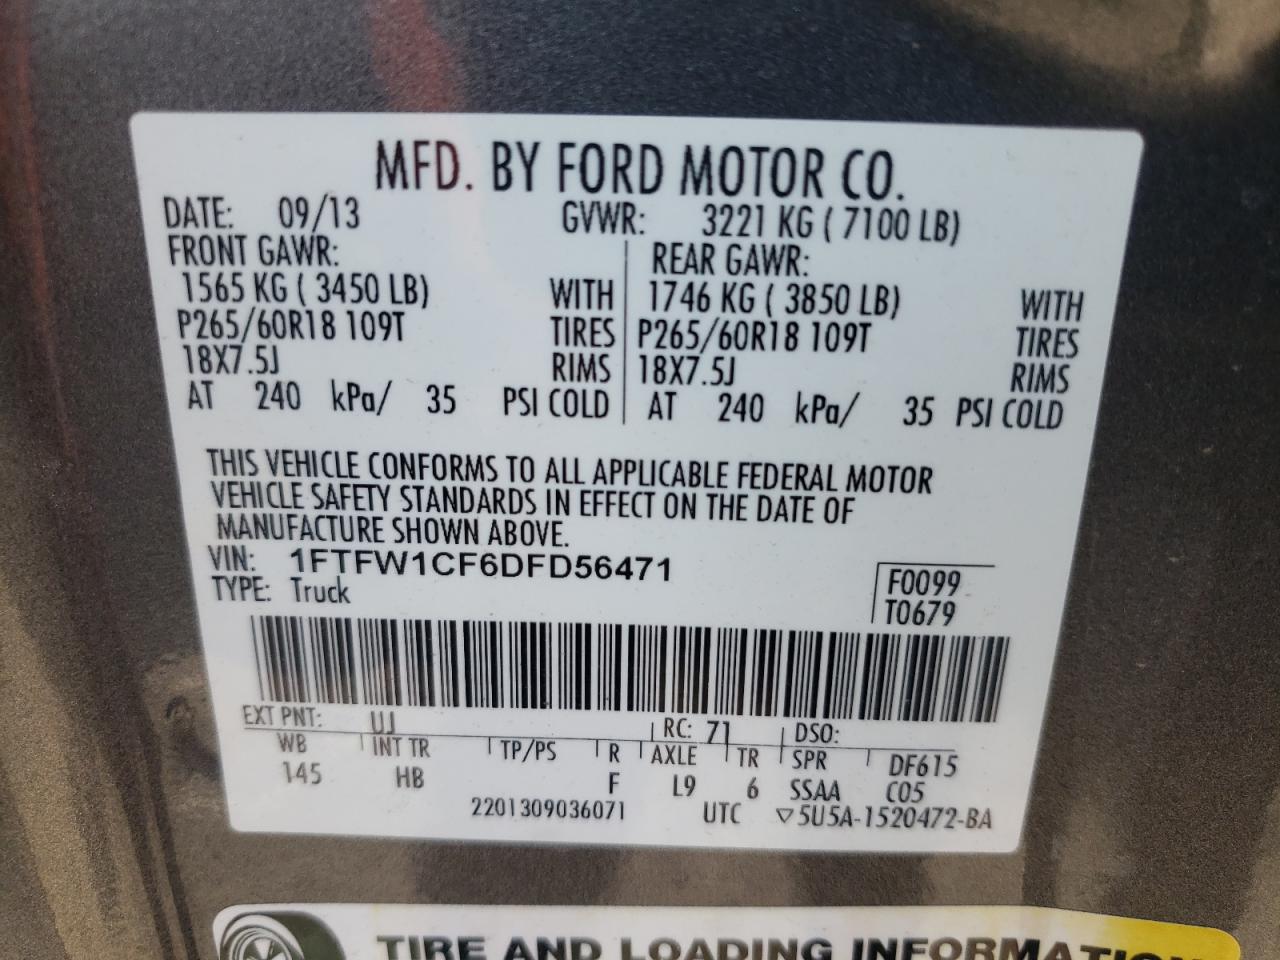 MFD. BY FORD MOTOR CO.
DATE: 09/13 GVWR: 3221 KG ( 7100 LB)
FRONT GAWR: REAR GAWR:
1565 KG ( 3450 LB) WITH 1746 KG ( 3850 LB) WITH
P265/60R18 109T TIRES P265/60R18 109T TIRES
18X7.5J RIMS 18X7.5J RIMS
AT 240 kPa/ 35 PSI COLD AT 240 kPa/ 35 PSI COLD
THIS VEHICLE CONFORMS TO ALL APPLICABLE FEDERAL MOTOR
VEHICLE SAFETY STANDARDS IN EFFECT ON THE DATE OF
MANUFACTURE SHOWN ABOVE.
VIN: 1FTFW1CF6DFD56471
TYPE: Truck
F0099
T0679
EXT PNT: UJ RC: 71 DSO:
WB INT TR TP/PS R AXLE TR SPR DF615
145 HB F L9 6 SSAA C05
2201309036071 UTC ▽5U5A-1520472-BA
TIRE AND LOADING INFORMATION